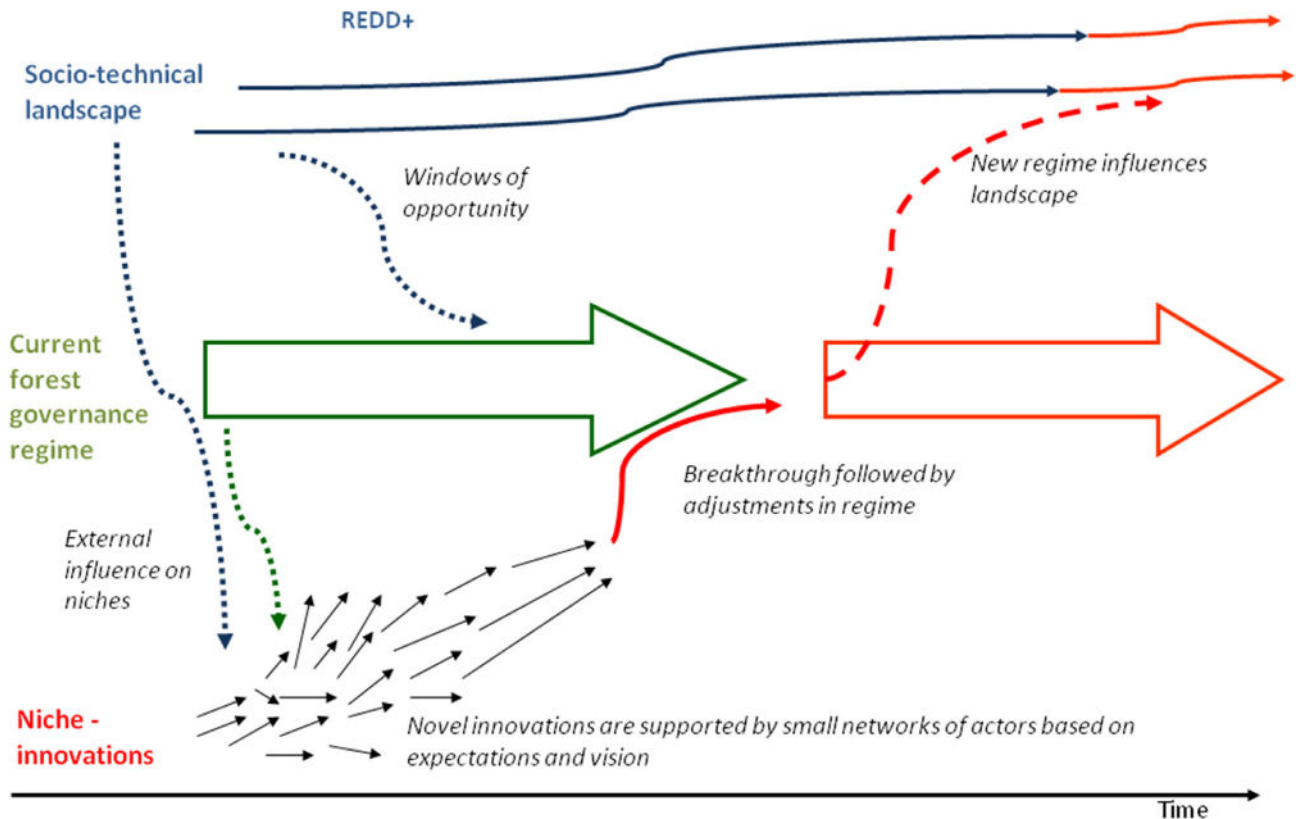 REDD+
Socio-technical
landscape
Windows of
opportunity
New regime influences
landscape
Current
forest
governance
regime
Breakthrough followed by
adjustments in regime
External
influence on
niches
Niche -
innovations
Novel innovations are supported by small networks of actors based on
expectations and vision
Time